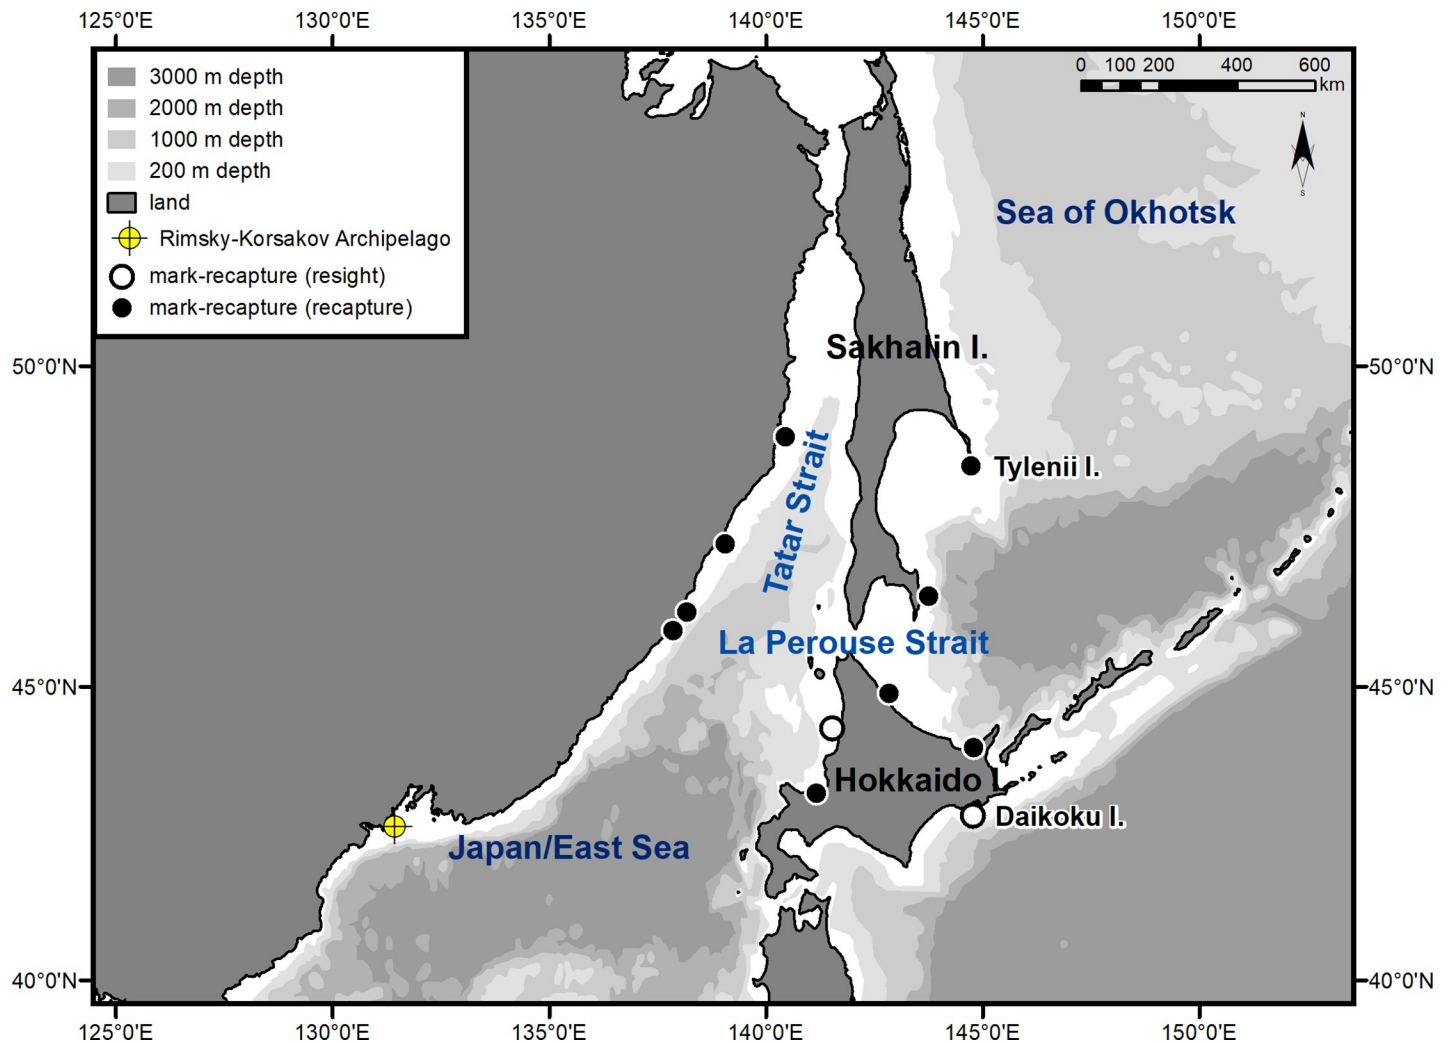 125°0'E 130°0'E 135°0'E 140°0'E 145°0'E 150°0'E
3000 m depth
2000 m depth
1000 m depth
200 m depth
land
Rimsky-Korsakov Archipelago
mark-recapture (resight)
mark-recapture (recapture)
0 100 200 400 600
km
N
S
Sea of Okhotsk
Sakhalin I.
50°0'N 50°0'N
Tatar Strait
Tylenii I.
La Perouse Strait
45°0'N 45°0'N
Hokkaido I.
Daikoku I.
Japan/East Sea
40°0'N 40°0'N
125°0'E 130°0'E 135°0'E 140°0'E 145°0'E 150°0'E